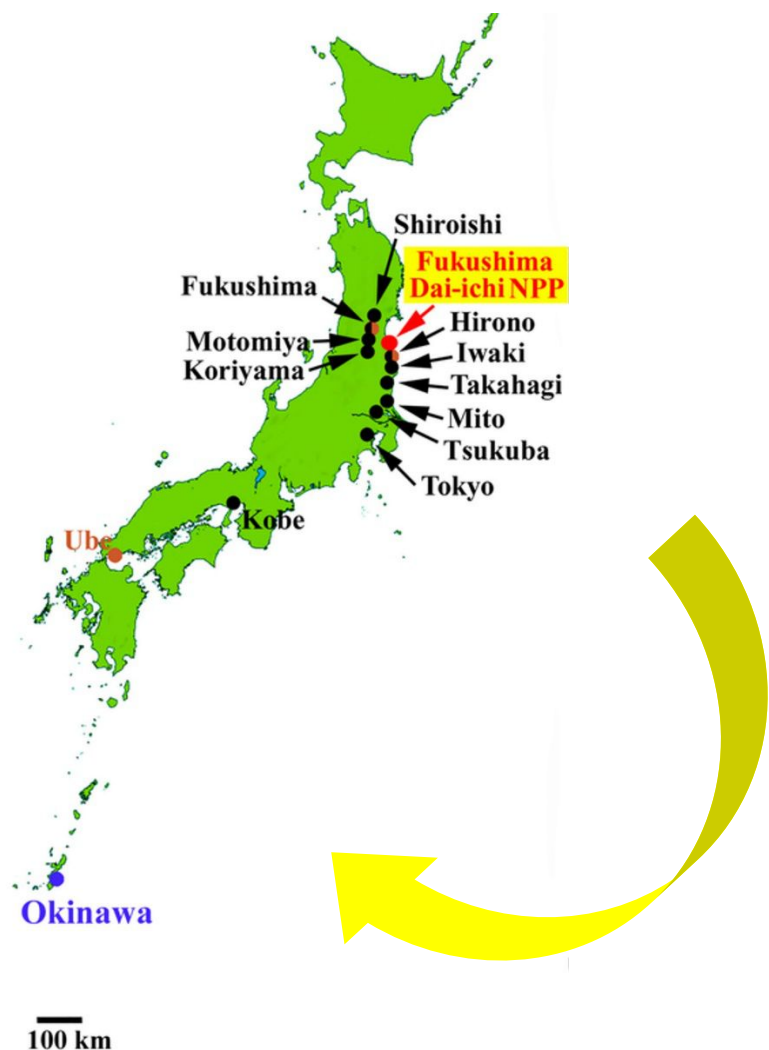 Shiroishi
Fukushima
Dai-ichi NPP
Fukushima
Hirono
Motomiya
Iwaki
Koriyama
Takahagi
Mito
Tsukuba
Tokyo
Kobe
Ube
Okinawa
100 km